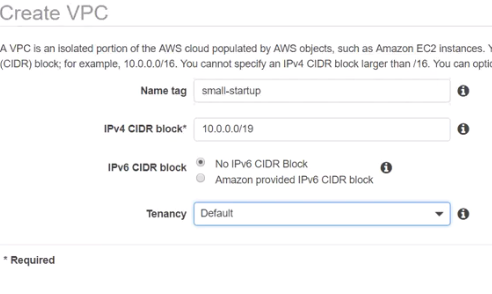 Create VPC
A VPC is an isolated portion of the AWS cloud populated by AWS objects, such as Amazon EC2 instances.
(CIDR) block; for example, 10.0.0.0/16. You cannot specify an IPv4 CIDR block larger than /16. You can
Name tag small-startup
IPv4 CIDR block* 10.0.0.0/19
IPv6 CIDR block No IPv6 CIDR Block
Amazon provided IPv6 CIDR block
Tenancy Default
* Required